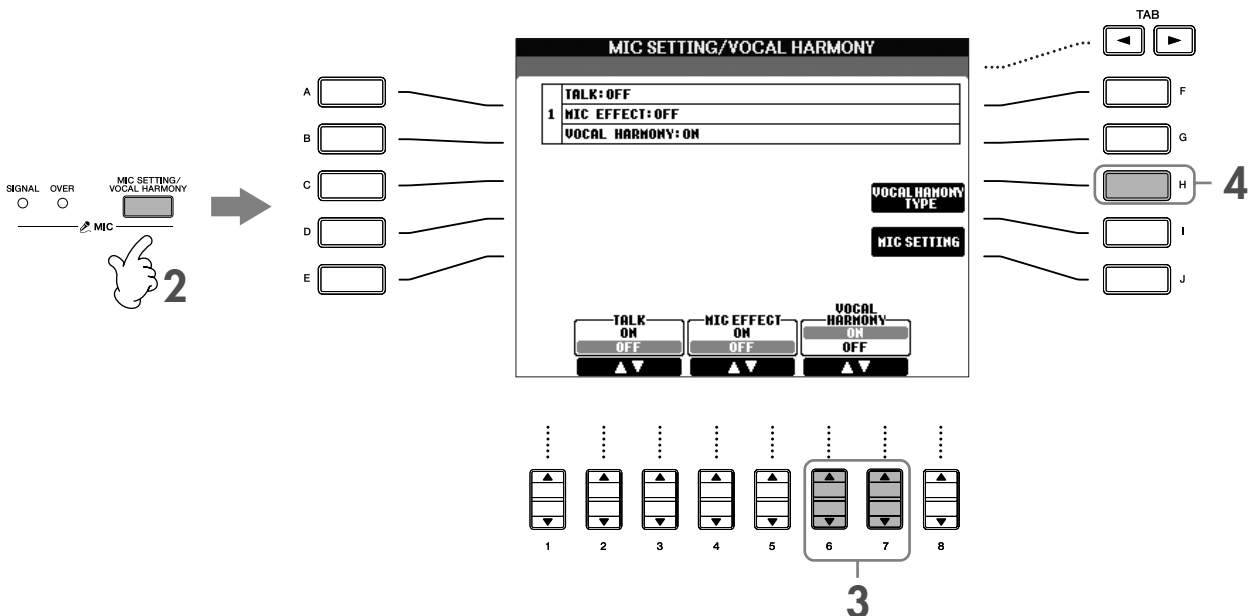 TAB
MIC SETTING/VOCAL HARMONY
A
F
TALK:OFF
1 MIC EFFECT:OFF
VOCAL HARMONY:ON
B
G
SIGNAL OVER MIC SETTING/
VOCAL HARMONY
C
H
4
VOCAL HAMONY
TYPE
MIC
D
I
MIC SETTING
2
E
J
TALK
ON
OFF
MIC EFFECT
ON
OFF
VOCAL
HARMONY
ON
OFF
1 2 3 4 5 6 7 8
3